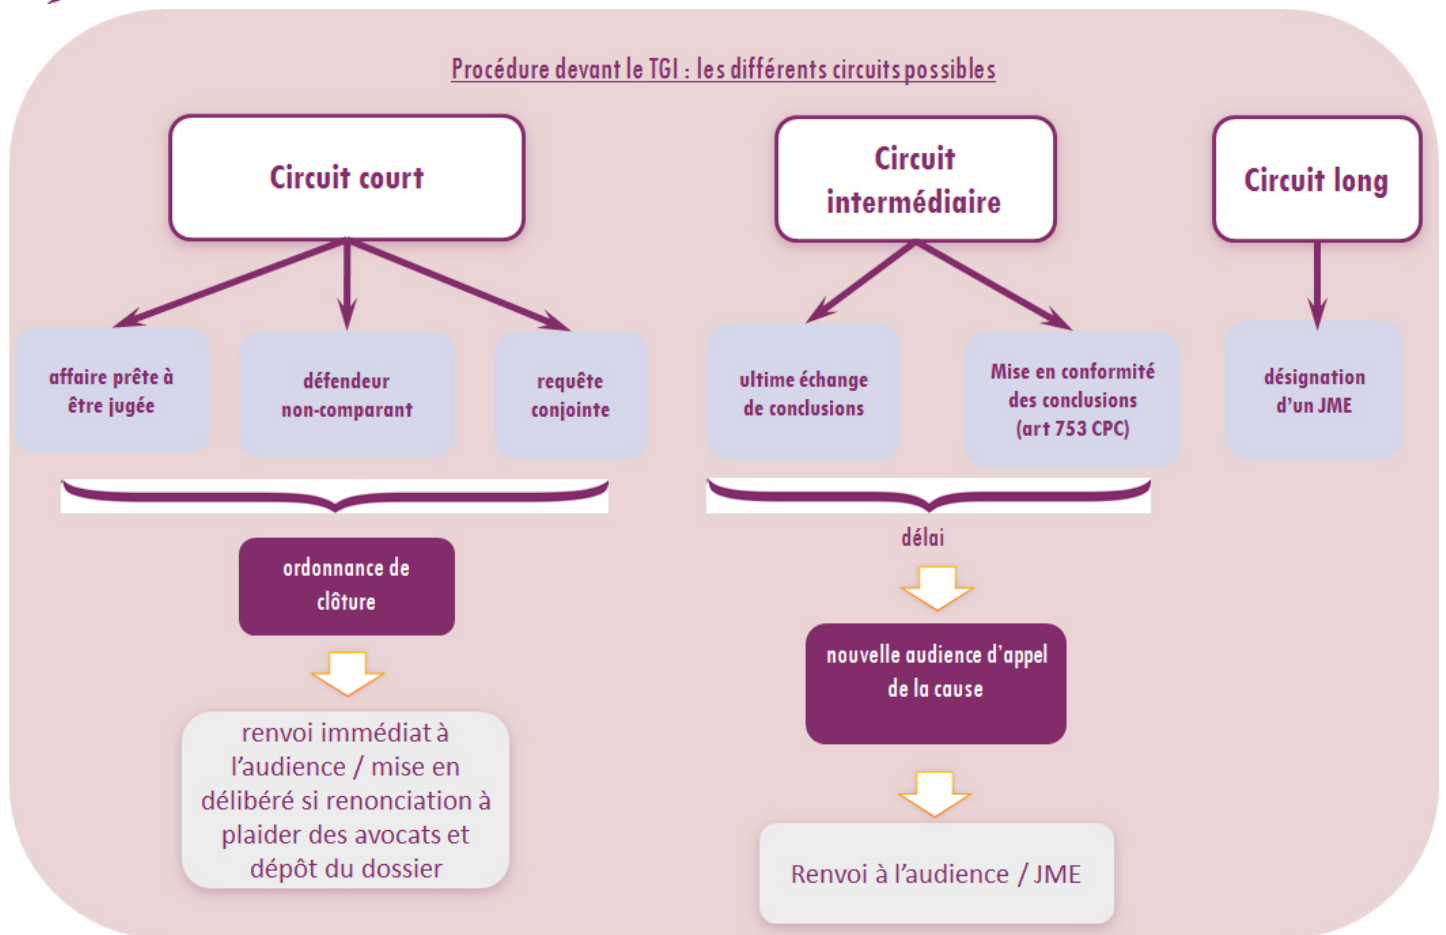 Procédure devant le TGI : les différents circuits possibles
Circuit court
affaire prête à
être jugée
défendeur
non-comparant
requête
conjointe
ordonnance de
clôture
renvoi immédiat à
l’audience / mise en
délibéré si renonciation à
plaider des avocats et
dépôt du dossier
Circuit
intermédiaire
ultime échange
de conclusions
Mise en conformité
des conclusions
(art 753 CPC)
délai
nouvelle audience d’appel
de la cause
Renvoi à l’audience / JME
Circuit long
désignation
d’un JME